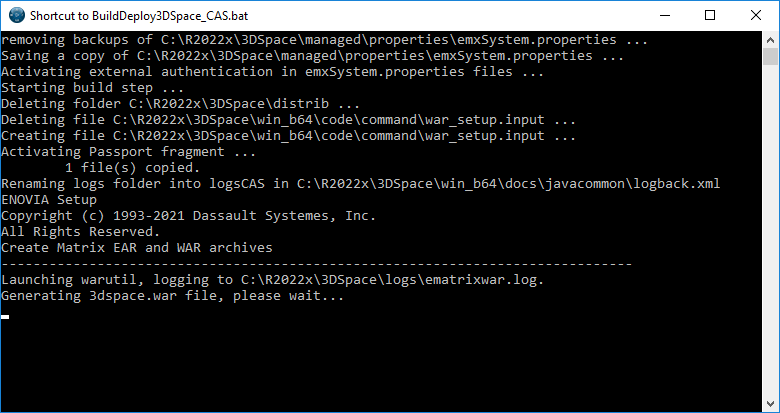 Shortcut to BuildDeploy3DSpace_CAS.bat
removing backups of C:\R2022x\3DSpace\managed\properties\emxSystem.properties ...
Saving a copy of C:\R2022x\3DSpace\managed\properties\emxSystem.properties ...
Activating external authentication in emxSystem.properties files ...
Starting build step ...
Deleting folder C:\R2022x\3DSpace\distrib ...
Deleting file C:\R2022x\3DSpace\win_b64\code\command\war_setup.input ...
Creating file C:\R2022x\3DSpace\win_b64\code\command\war_setup.input ...
Activating Passport fragment ...
        1 file(s) copied.
Renaming logs folder into logsCAS in C:\R2022x\3DSpace\win_b64\docs\javacommon\logback.xml
ENOVIA Setup
Copyright (c) 1993-2021 Dassault Systemes, Inc.
All Rights Reserved.
Create Matrix EAR and WAR archives
-------------------------------------------------------------------------------
Launching warutil, logging to C:\R2022x\3DSpace\logs\ematrixwar.log.
Generating 3dspace.war file, please wait...